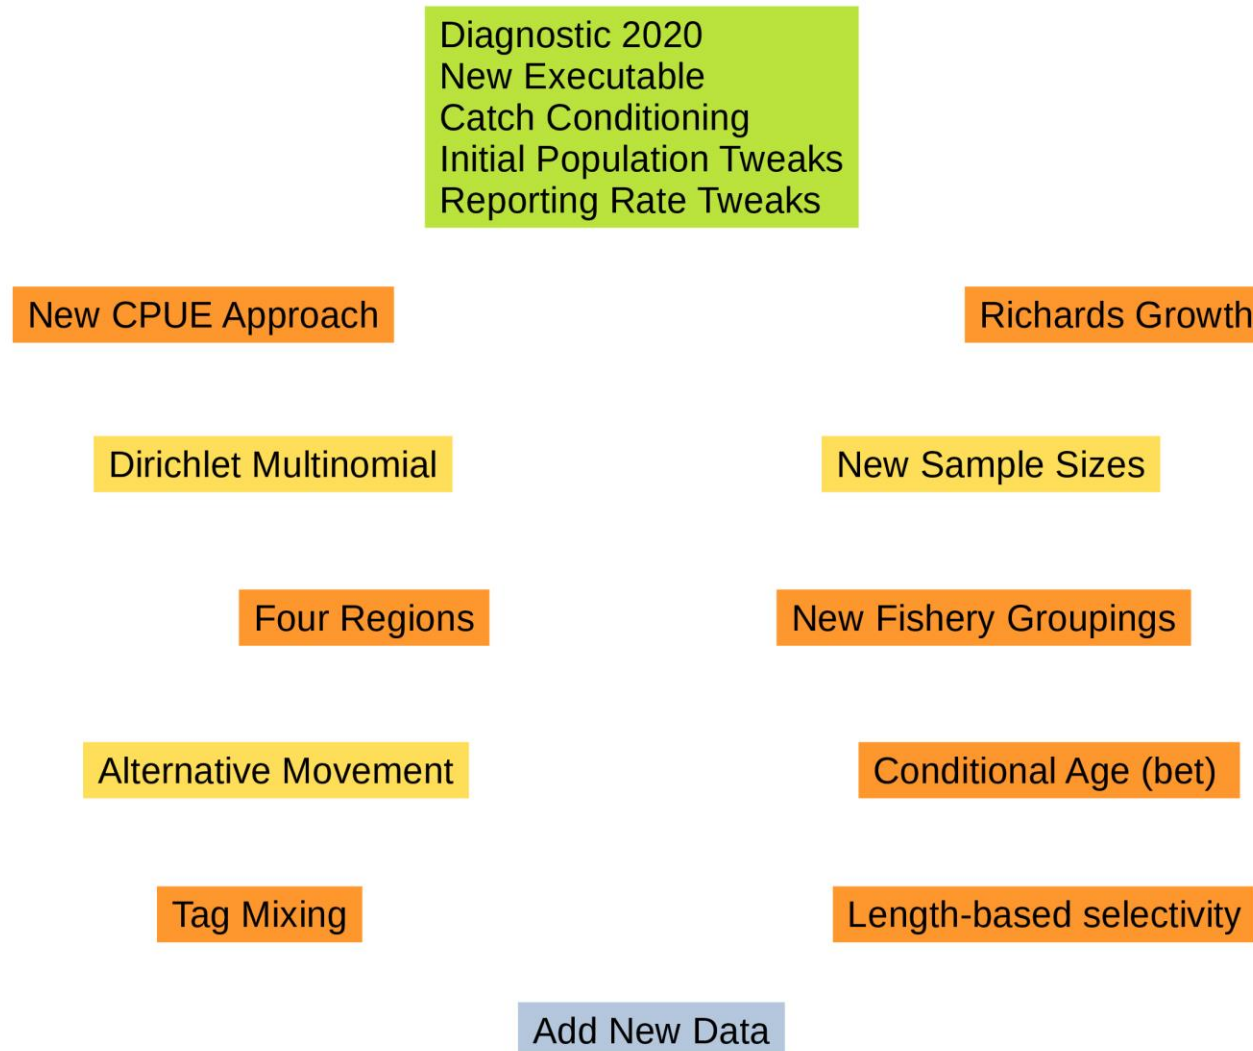 Diagnostic 2020
New Executable
Catch Conditioning
Initial Population Tweaks
Reporting Rate Tweaks
New CPUE Approach
Richards Growth
Dirichlet Multinomial
New Sample Sizes
Four Regions
New Fishery Groupings
Alternative Movement
Conditional Age (bet)
Tag Mixing
Length-based selectivity
Add New Data